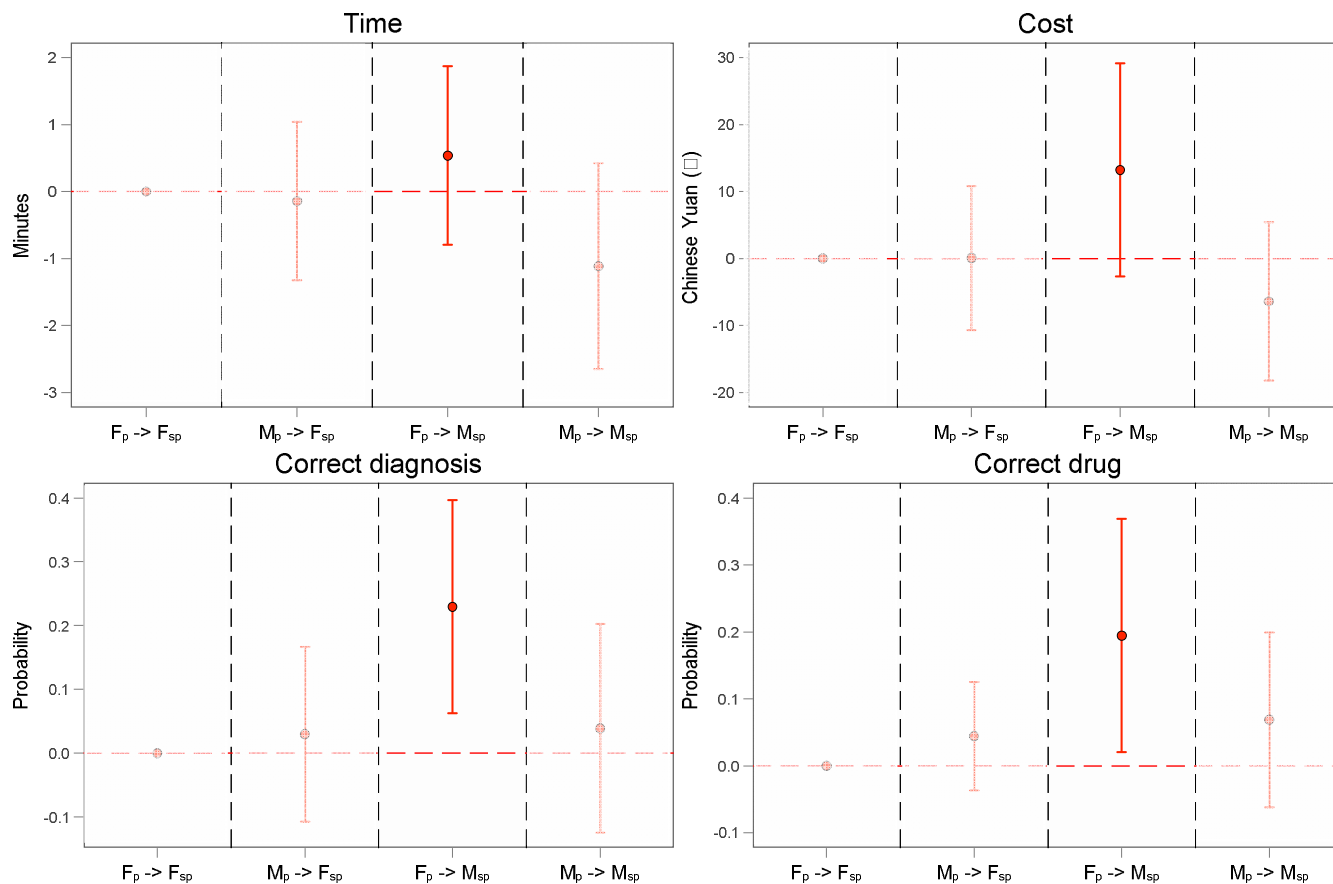 Time
Minutes
2
1
0
-1
-2
-3
Fp -> Fsp
Mp -> Fsp
Fp -> Msp
Mp -> Msp
Cost
Chinese Yuan (□)
30
20
10
0
-10
-20
Fp -> Fsp
Mp -> Fsp
Fp -> Msp
Mp -> Msp
Correct diagnosis
Probability
0.4
0.3
0.2
0.1
0.0
-0.1
Fp -> Fsp
Mp -> Fsp
Fp -> Msp
Mp -> Msp
Correct drug
Probability
0.4
0.3
0.2
0.1
0.0
-0.1
Fp -> Fsp
Mp -> Fsp
Fp -> Msp
Mp -> Msp